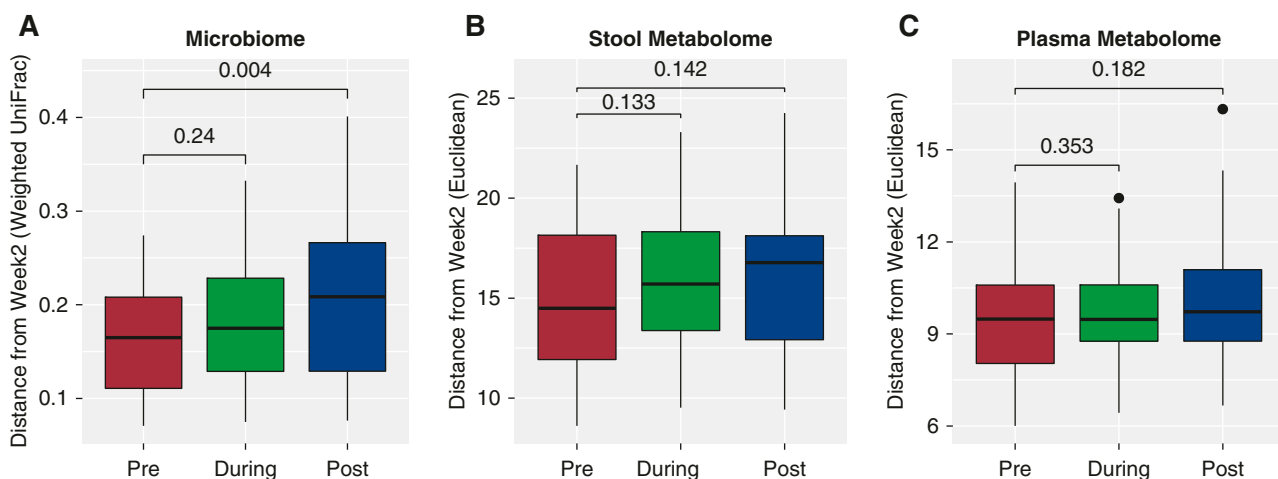 A
Microbiome
Distance from Week2 (Weighted UniFrac)
0.4
0.3
0.2
0.1
0.004
0.24
Pre During Post
B
Stool Metabolome
Distance from Week2 (Euclidean)
25
20
15
10
0.142
0.133
Pre During Post
C
Plasma Metabolome
Distance from Week2 (Euclidean)
15
12
9
6
0.182
0.353
Pre During Post